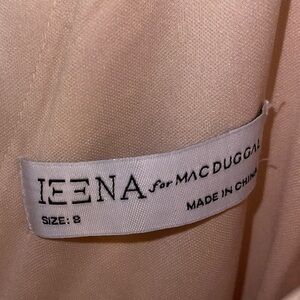 IEENA for MAC DUGGAL
SIZE: 8
MADE IN CHINA